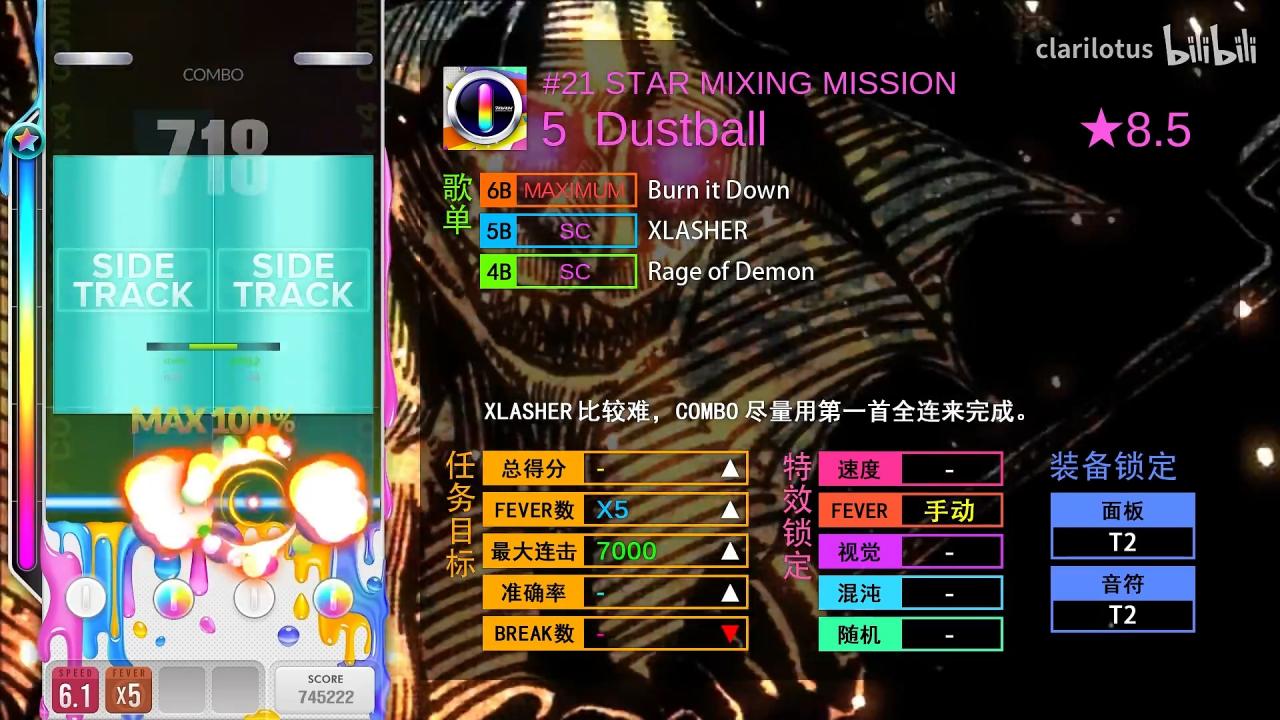 clarilotus bilibili
COMBO
718
SIDE TRACK
SIDE TRACK
MAX 100%
SPEED
6.1
FEVER
X5
SCORE
745222
#21 STAR MIXING MISSION
5 Dustball
★8.5
歌单
6B MAXIMUM Burn it Down
5B SC XLASHER
4B SC Rage of Demon
XLASHER 比较难，COMBO 尽量用第一首全连来完成。
任务目标
总得分 - ▲
FEVER数 X5 ▲
最大连击 7000 ▲
准确率 - ▲
BREAK数 - ▼
特效锁定
速度 -
FEVER 手动
视觉 -
混沌 -
随机 -
装备锁定
面板
T2
音符
T2